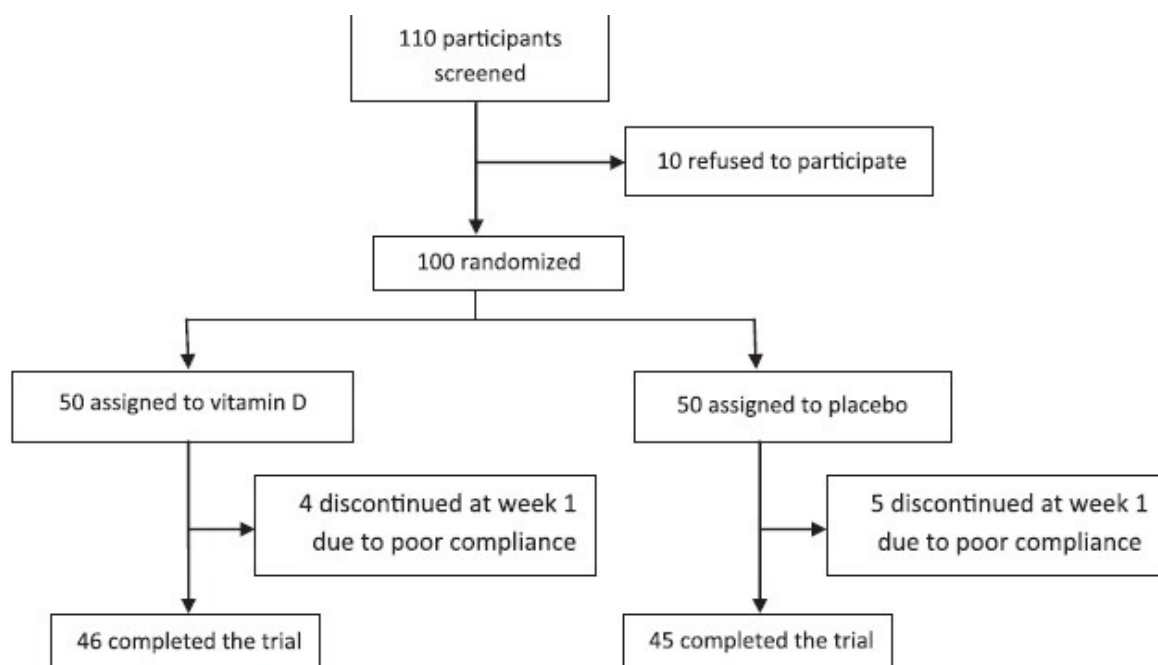 110 participants
screened
10 refused to participate
100 randomized
50 assigned to vitamin D
50 assigned to placebo
4 discontinued at week 1
due to poor compliance
5 discontinued at week 1
due to poor compliance
46 completed the trial
45 completed the trial